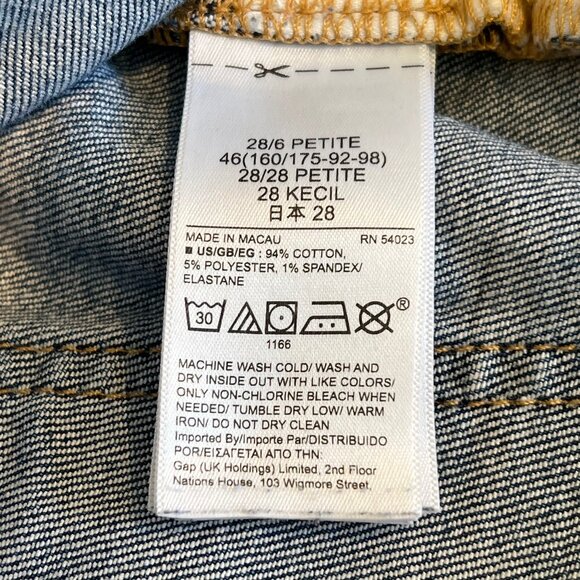 28/6 PETITE
46(160/175-92-98)
28/28 PETITE
28 KECIL
日本 28
MADE IN MACAU RN 54023
■ US/GB/EG : 94% COTTON,
5% POLYESTER, 1% SPANDEX/
ELASTANE
30 ®
1166
MACHINE WASH COLD/ WASH AND
DRY INSIDE OUT WITH LIKE COLORS/
ONLY NON-CHLORINE BLEACH WHEN
NEEDED/ TUMBLE DRY LOW/ WARM
IRON/ DO NOT DRY CLEAN
Imported By/Importe Par/DISTRIBUIDO
POR/ΕΙΣΑΓΕΤΑΙ ΑΠΟ:
Gap (UK Holdings) Limited, 2nd Floor
Nations House, 103 Wigmore Street,